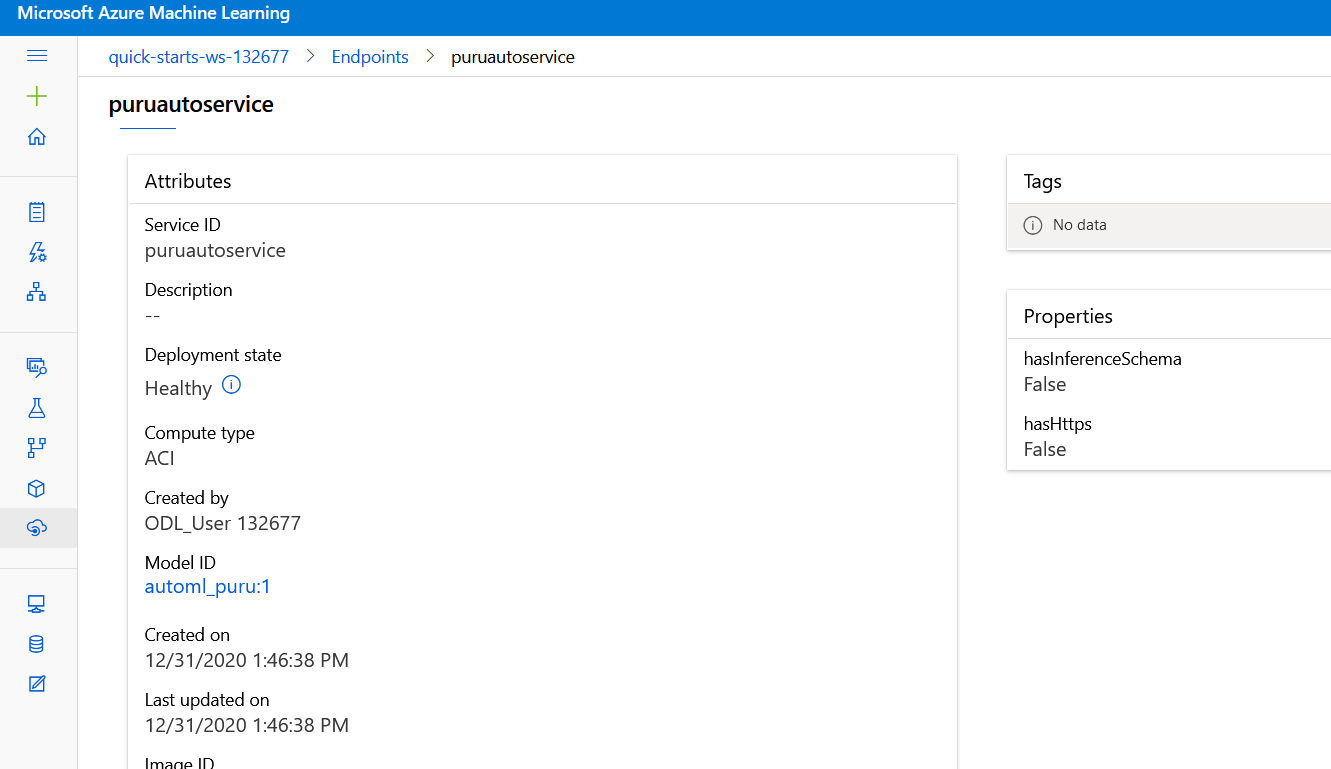 Microsoft Azure Machine Learning
quick-starts-ws-132677 > Endpoints > puruautoservice
puruautoservice
Attributes
Service ID
puruautoservice
Description
--
Deployment state
Healthy
Compute type
ACI
Created by
ODL_User 132677
Model ID
automl_puru:1
Created on
12/31/2020 1:46:38 PM
Last updated on
12/31/2020 1:46:38 PM
Image ID
Tags
No data
Properties
hasInferenceSchema
False
hasHttps
False